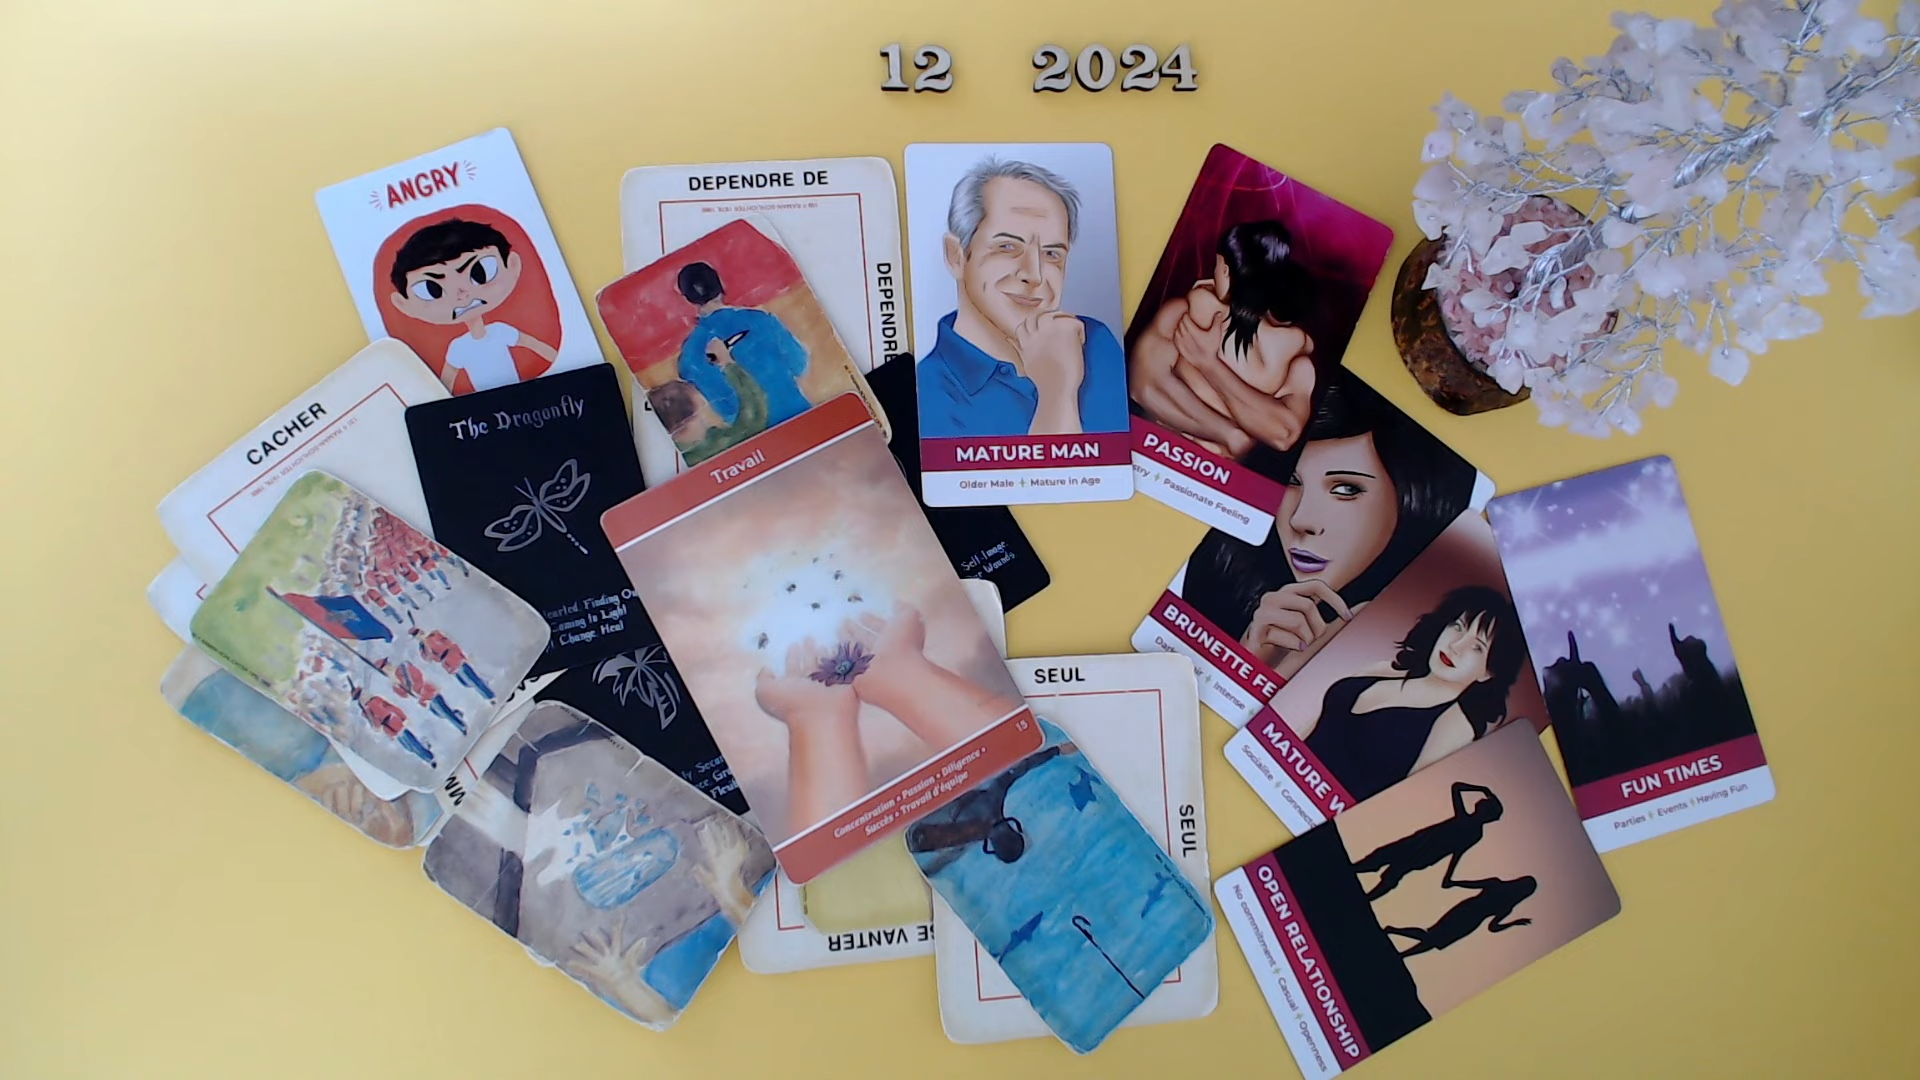 12 2024
ANGRY
DEPENDRE DE
DEPENDRE
MATURE MAN
Older Male + Mature in Age
PASSION
Passionate Feeling
CACHER
The Dragonfly
Finding
Coming In Light
Change Heal
Travail
15
Concentration • Passion • Diligence •
Succès • Travail d'équipe
Self-Image
Wounds
BRUNETTE FE
Intense
MATURE W
Socialite +
FUN TIMES
Parties + Events + Having Fun
SEUL
SEUL
SE VANTER
OPEN RELATIONSHIP
No commitment + Casual + Openness